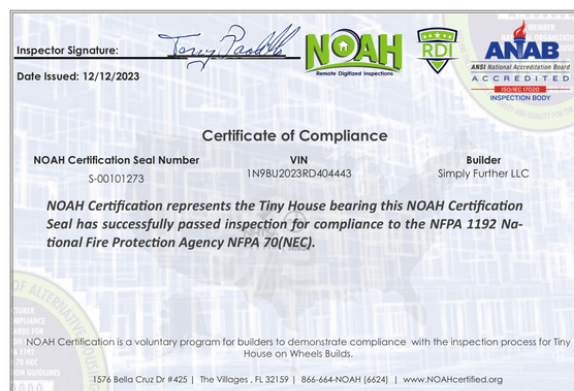 Inspector Signature:
NOAH
Remote Digitized Inspections
RDI
ANAB
ANSI National Accreditation Board
ACCREDITED
ISO/IEC 17020
INSPECTION BODY
Date Issued: 12/12/2023
Certificate of Compliance
NOAH Certification Seal Number VIN Builder
S-00101273 1N9BU2023RD404443 Simply Further LLC
NOAH Certification represents the Tiny House bearing this NOAH Certification
Seal has successfully passed inspection for compliance to the NFPA 1192 Na-
tional Fire Protection Agency NFPA 70(NEC).
NOAH Certification is a voluntary program for builders to demonstrate compliance with the inspection process for Tiny
House on Wheels Builds.
1576 Bella Cruz Dr #425 | The Villages , FL 32159 | 866-664-NOAH (6624) | www.NOAHcertified.org